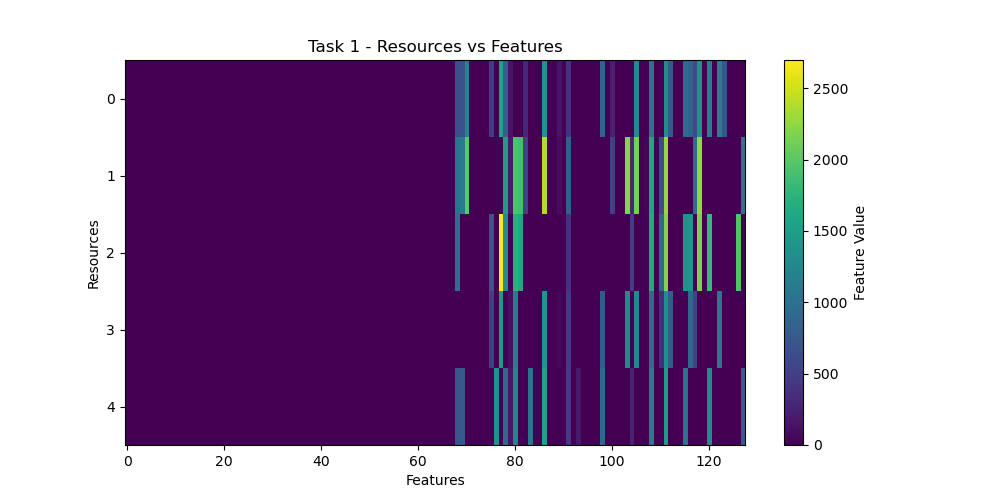 Task 1 - Resources vs Features
0
1
2
3
4
Resources
0 20 40 60 80 100 120
Features
2500
2000
1500
1000
500
0
Feature Value